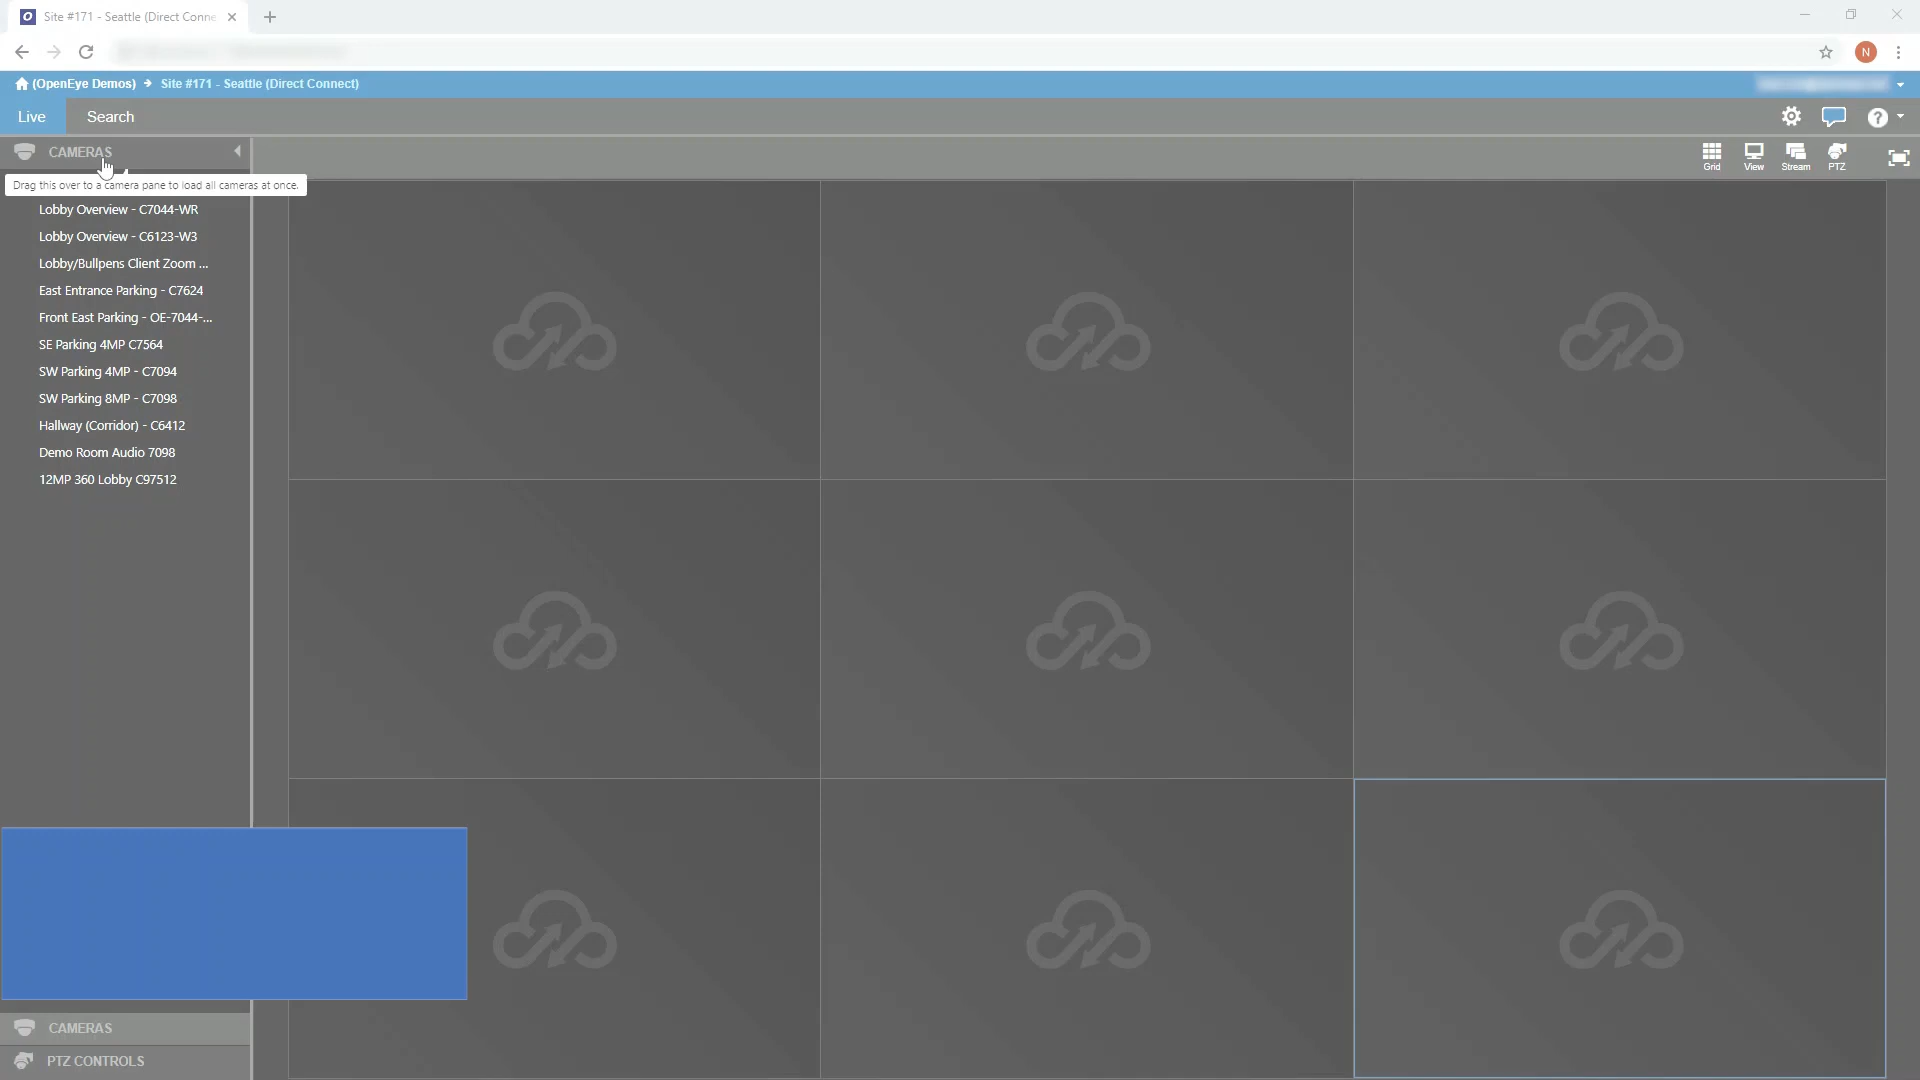 Site #171 - Seattle (Direct Conne
N
(OpenEye Demos) → Site #171 - Seattle (Direct Connect)
Live
Search
?
CAMERAS
Grid
View
Stream
PTZ
Drag this over to a camera pane to load all cameras at once.
Lobby Overview - C7044-WR
Lobby Overview - C6123-W3
Lobby/Bullpens Client Zoom ...
East Entrance Parking - C7624
Front East Parking - OE-7044-...
SE Parking 4MP C7564
SW Parking 4MP - C7094
SW Parking 8MP - C7098
Hallway (Corridor) - C6412
Demo Room Audio 7098
12MP 360 Lobby C97512
CAMERAS
PTZ CONTROLS